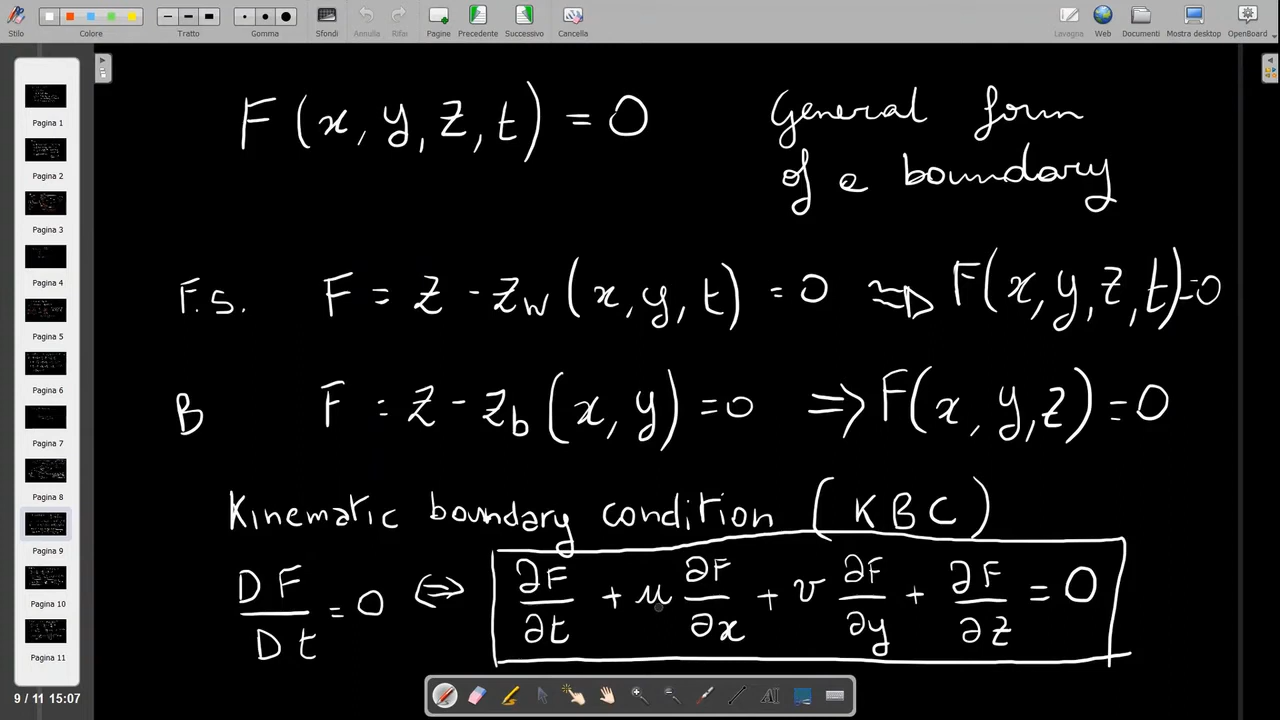 Stilo Colore Tratto Gomma Sfondi Annulla Rifai Pagine Precedente Successivo Cancella Lavagna Web Documenti Mostra desktop OpenBoard
Pagina 1
Pagina 2
Pagina 3
Pagina 4
Pagina 5
Pagina 6
Pagina 7
Pagina 8
Pagina 9
Pagina 10
Pagina 11
9 / 11 15:07
F(x, y, z, t) = 0 General form
of a boundary
F.S. F = z - z_w(x, y, t) = 0 ⇒ F(x, y, z, t) = 0
B F = z - z_b(x, y) = 0 ⇒ F(x, y, z) = 0
Kinematic boundary condition (KBC)
DF/Dt = 0 ⇔ ∂F/∂t + u ∂F/∂x + v ∂F/∂y + ∂F/∂z = 0